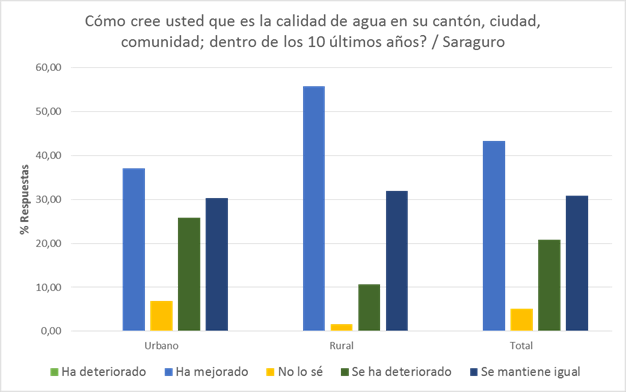 Cómo cree usted que es la calidad de agua en su cantón, ciudad,
comunidad; dentro de los 10 últimos años? / Saraguro
60,00
50,00
40,00
30,00
20,00
10,00
0,00
% Respuestas
Urbano Rural Total
Ha deteriorado Ha mejorado No lo sé Se ha deteriorado Se mantiene igual